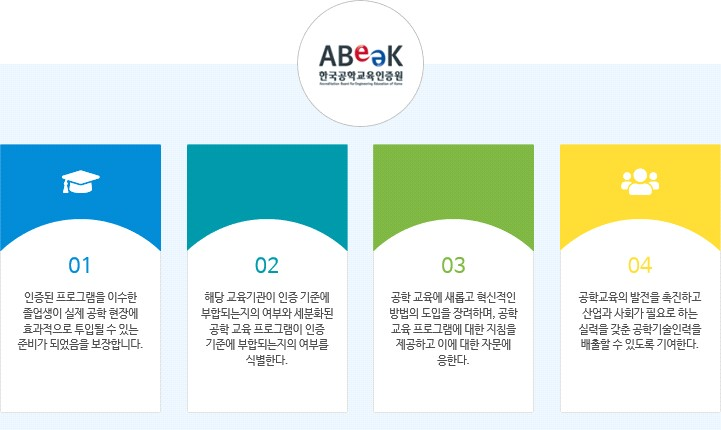 ABeeK
한국공학교육인증원
Accreditation Board for Engineering Education of Korea
01
인증된 프로그램을 이수한
졸업생이 실제 공학 현장에
효과적으로 투입될 수 있는
준비가 되었음을 보장합니다.
02
해당 교육기관이 인증 기준에
부합되는지의 여부와 세분화된
공학 교육 프로그램이 인증
기준에 부합되는지의 여부를
식별한다.
03
공학 교육에 새롭고 혁신적인
방법의 도입을 장려하며, 공학
교육 프로그램에 대한 지침을
제공하고 이에 대한 자문에
응한다.
04
공학교육의 발전을 촉진하고
산업과 사회가 필요로 하는
실력을 갖춘 공학기술인력을
배출할 수 있도록 기여한다.